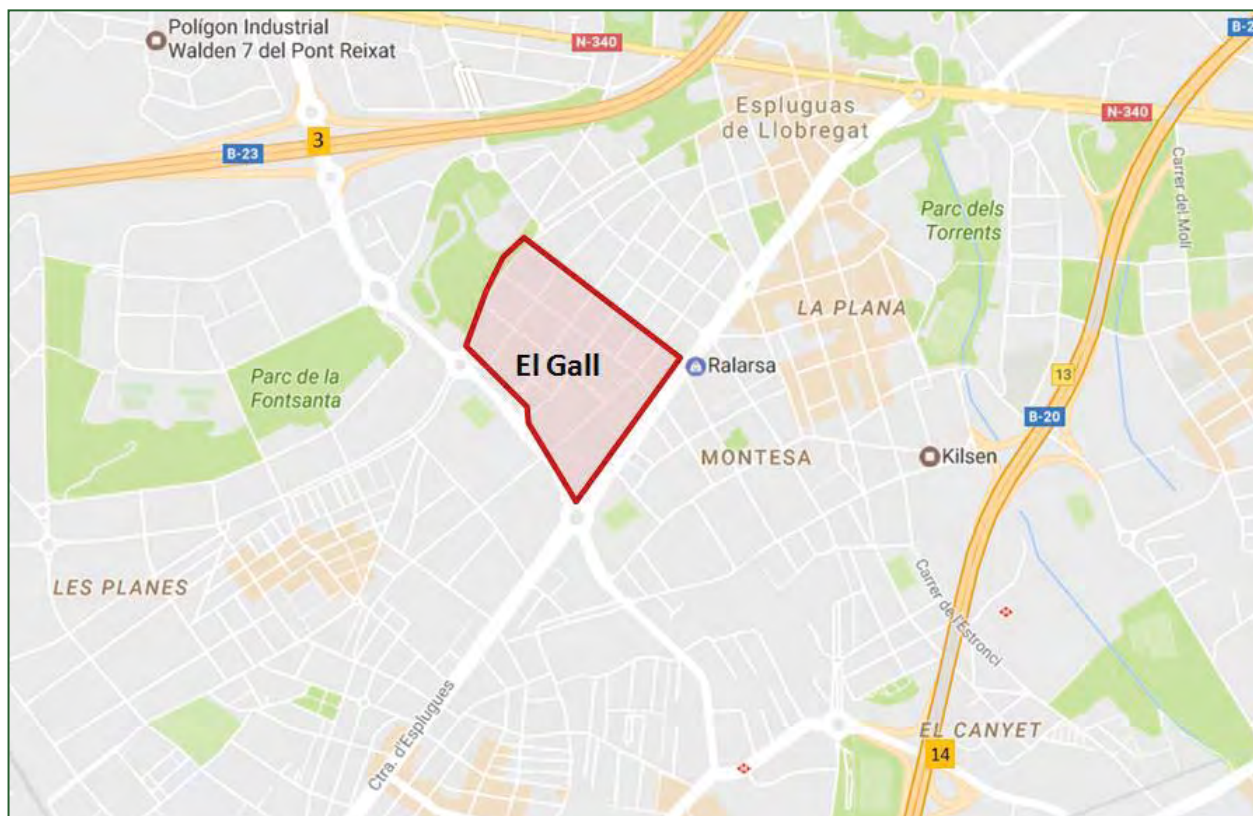 Polígon Industrial
Walden 7 del Pont Reixat
N-340
B-2
3
B-23
Espluguas
de Llobregat
N-340
Carrer del Molí
Parc dels
Torrents
LA PLANA
El Gall
Ralarsa
Parc de la
Fontsanta
13
B-20
MONTESA
Kilsen
LES PLANES
Carrer de l'Estronci
Ctra. d'Esplugues
EL CANYET
14